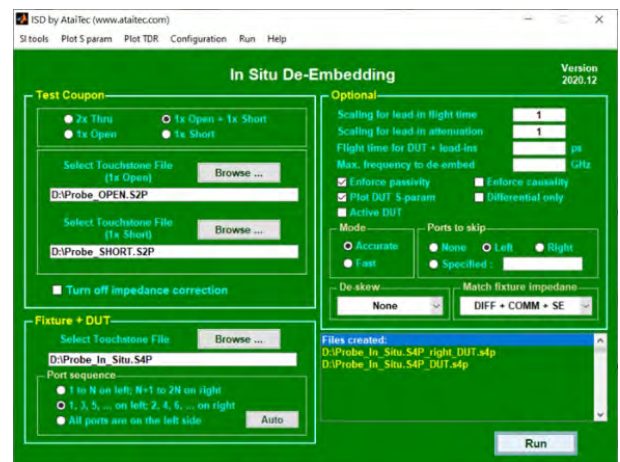 ISD by AtaiTec (www.ataitec.com)
SI tools Plot S param Plot TDR Configuration Run Help
In Situ De-Embedding
Version
2020.12
Test Coupon
2x Thru
1x Open + 1x Short
1x Open
1x Short
Select Touchstone File
(1x Open)
Browse ...
D:\Probe_OPEN.S2P
Select Touchstone File
(1x Short)
Browse ...
D:\Probe_SHORT.S2P
Turn off impedance correction
Fixture + DUT
Select Touchstone File
Browse ...
D:\Probe_In_Situ.S4P
Port sequence
1 to N on left; N+1 to 2N on right
1, 3, 5, ... on left; 2, 4, 6, ... on right
All ports are on the left side
Auto
Optional
Scaling for lead-in flight time
1
Scaling for lead-in attenuation
1
Flight time for DUT + lead-ins
ps
Max. frequency to de-embed
GHz
Enforce passivity
Enforce causality
Plot DUT S-param
Differential only
Active DUT
Mode
Accurate
Fast
Ports to skip
None
Left
Right
Specified :
De-skew
None
Match fixture impedane
DIFF + COMM + SE
Files created:
D:\Probe_In_Situ.S4P_right_DUT.s4p
D:\Probe_In_Situ.S4P_DUT.s4p
Run